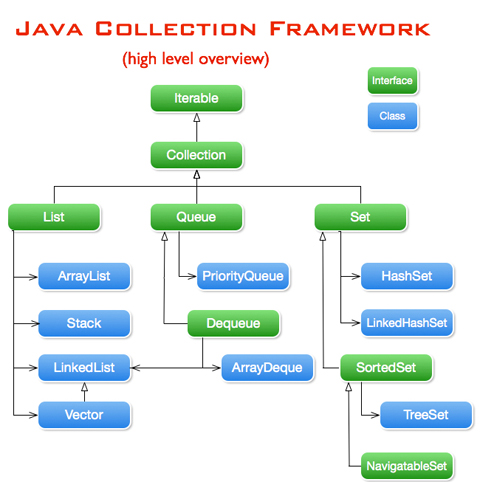 Java Collection Framework
(high level overview)
Interface
Class
Iterable
Collection
List
Queue
Set
ArrayList
PriorityQueue
HashSet
Stack
Dequeue
LinkedHashSet
LinkedList
ArrayDeque
SortedSet
Vector
TreeSet
NavigatableSet